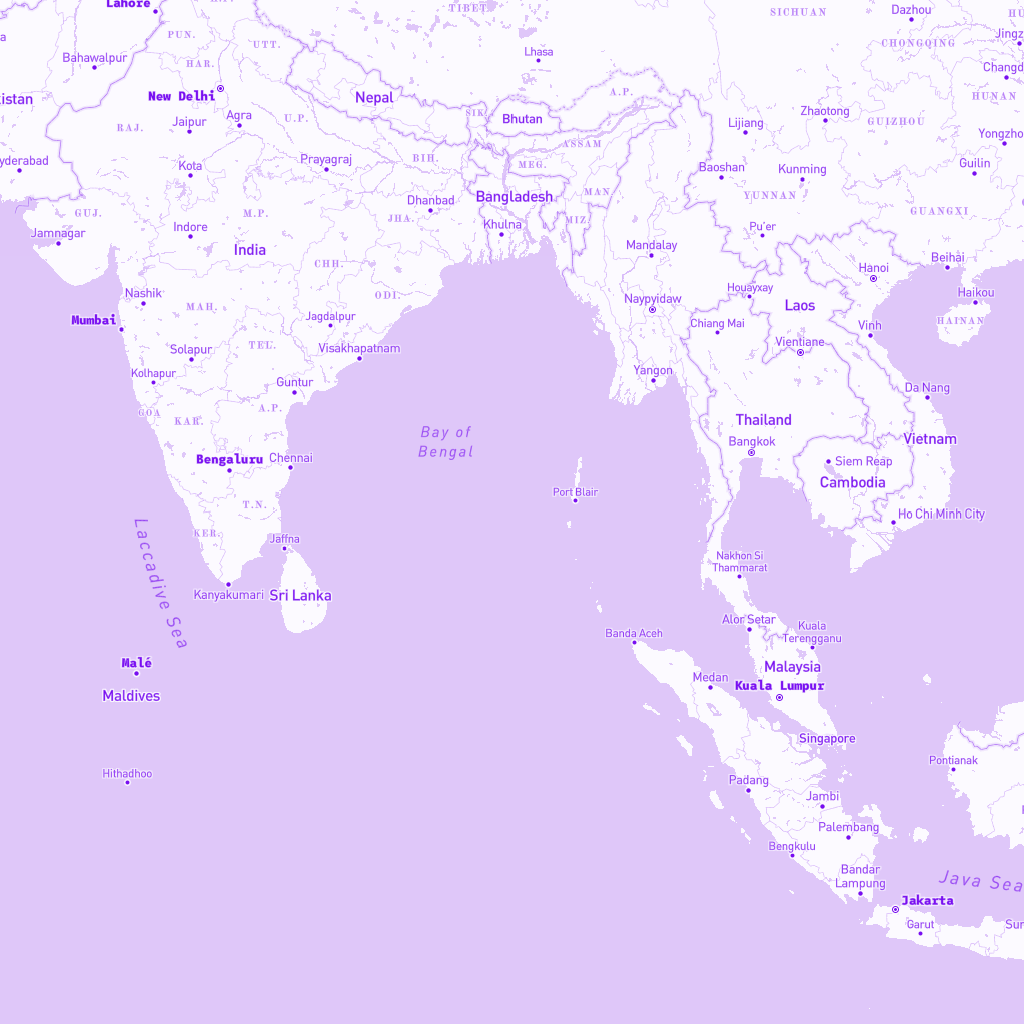 Lahore
TIBET
SICHUAN
Dazhou
PUN.
UTT.
Lhasa
CHONGQING
Jingz
Bahawalpur
HAR.
Changd
kistan
New Delhi
Nepal
A.P.
HUNAN
RAJ.
Jaipur
Agra
U.P.
SIK.
Bhutan
Lijiang
Zhaotong
GUIZHOU
Yongzho
yderabad
Kota
Prayagraj
BIH.
ASSAM
MEG.
Baoshan
Kunming
Guilin
GUJ.
M.P.
Dhanbad
JHA.
Bangladesh
MAN.
MIZ.
YUNNAN
GUANGXI
Jamnagar
Indore
India
Khulna
Mandalay
Pu'er
Beihai
CHH.
Hanoi
Nashik
MAH.
ODI.
Naypyidaw
Houayxay
Laos
Haikou
Mumbai
Jagdalpur
Chiang Mai
Vinh
HAINAN
Solapur
TEL.
Visakhapatnam
Vientiane
Kolhapur
Guntur
Yangon
Da Nang
GOA
KAR.
A.P.
Thailand
Bay of
Bengal
Bangkok
Vietnam
Bengaluru
Chennai
Siem Reap
Cambodia
Port Blair
T.N.
Ho Chi Minh City
KER.
Jaffna
Laccadive Sea
Nakhon Si
Thammarat
Kanyakumari
Sri Lanka
Alor Setar
Kuala
Terengganu
Banda Aceh
Malé
Maldives
Medan
Malaysia
Kuala Lumpur
Singapore
Hithadhoo
Pontianak
Padang
Jambi
Palembang
Bengkulu
Bandar
Lampung
Java Sea
Jakarta
Garut
Sur